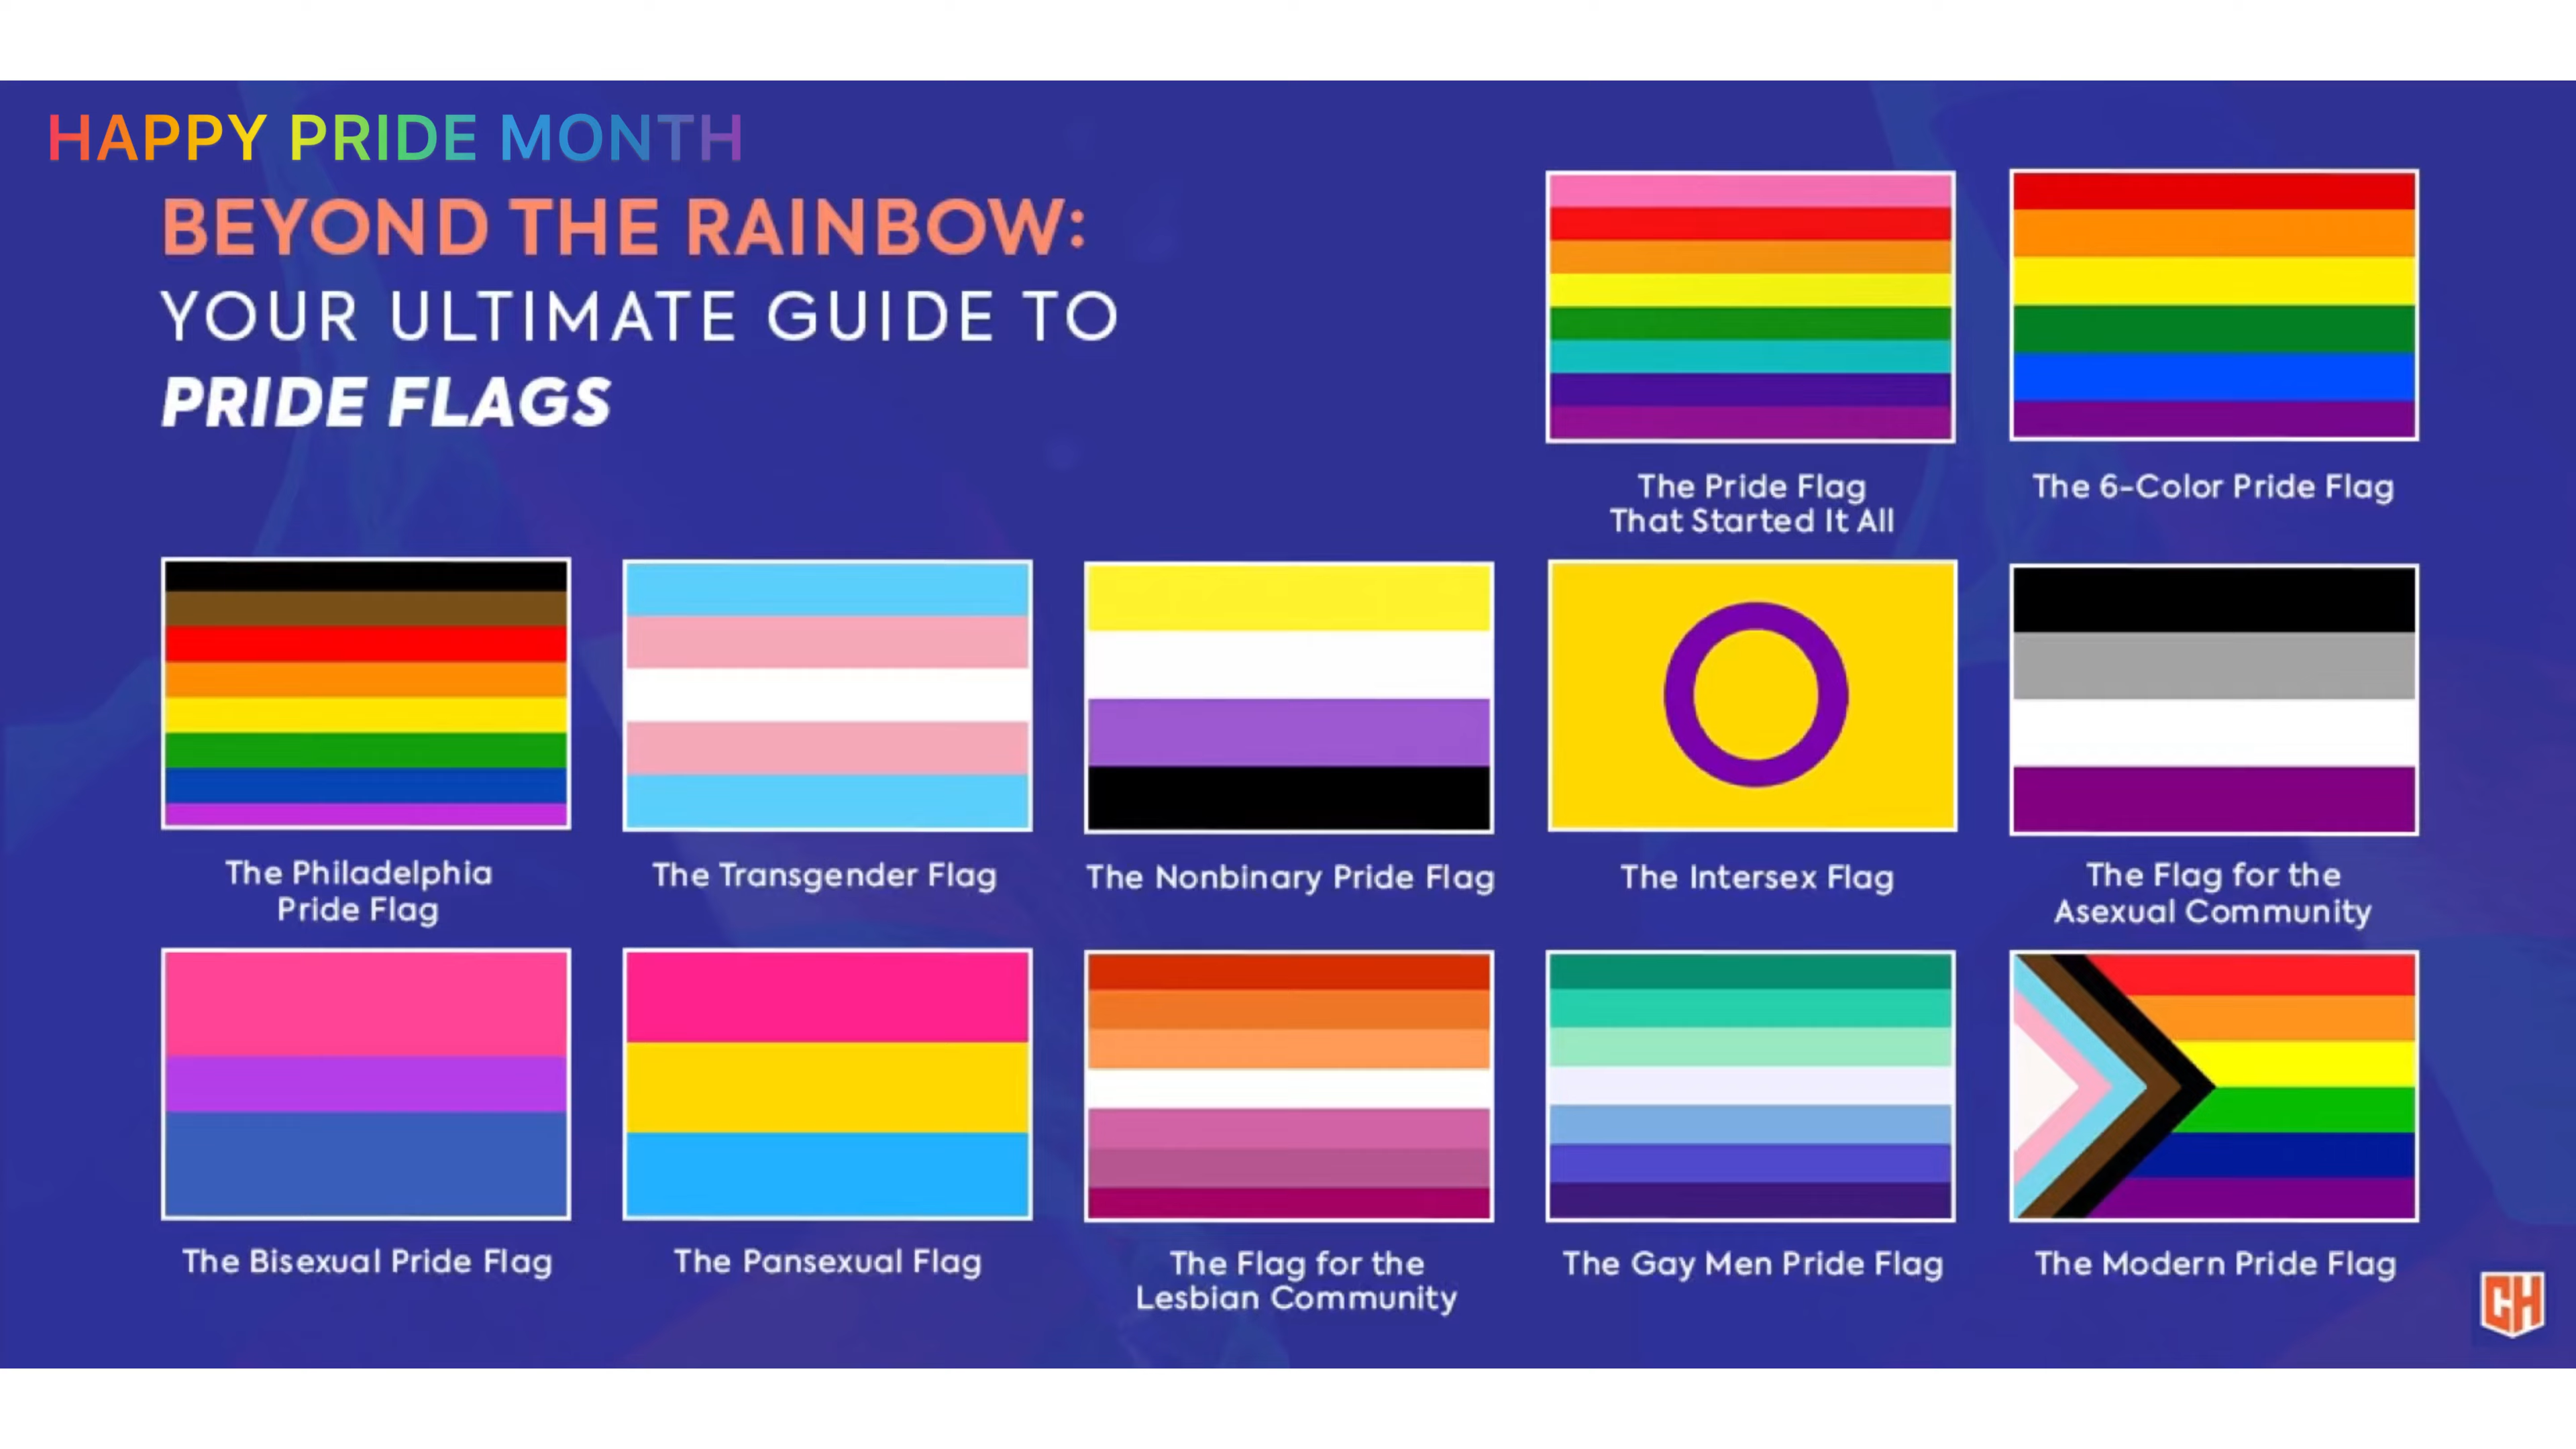 HAPPY PRIDE MONTH
BEYOND THE RAINBOW:
YOUR ULTIMATE GUIDE TO
PRIDE FLAGS
The Pride Flag
That Started It All
The 6-Color Pride Flag
The Philadelphia
Pride Flag
The Transgender Flag
The Nonbinary Pride Flag
The Intersex Flag
The Flag for the
Asexual Community
The Bisexual Pride Flag
The Pansexual Flag
The Flag for the
Lesbian Community
The Gay Men Pride Flag
The Modern Pride Flag
CH